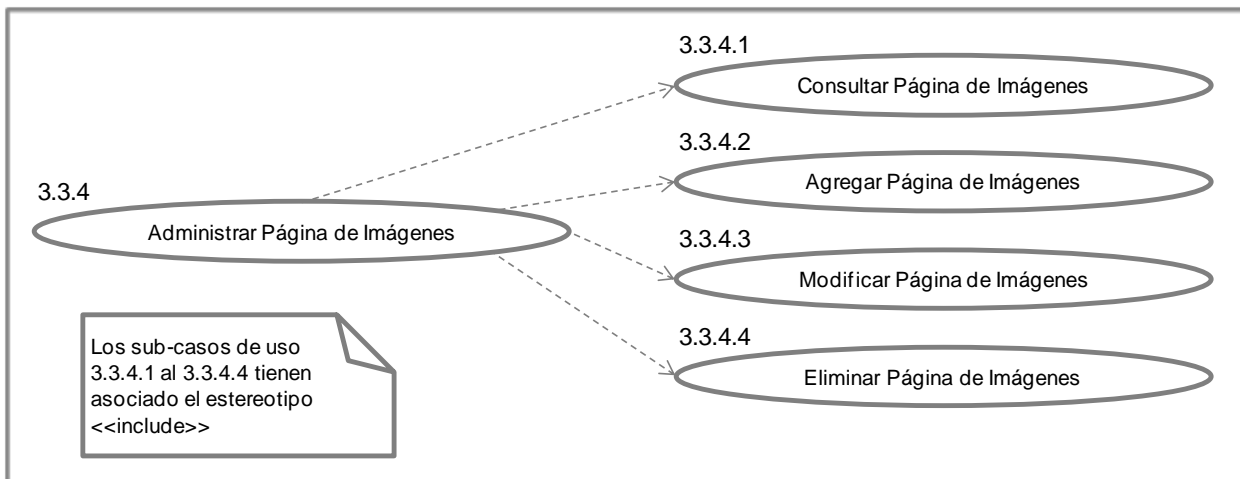 3.3.4.1
Consultar Página de Imágenes
3.3.4.2
Agregar Página de Imágenes
3.3.4
Administrar Página de Imágenes
3.3.4.3
Modificar Página de Imágenes
3.3.4.4
Eliminar Página de Imágenes
Los sub-casos de uso
3.3.4.1 al 3.3.4.4 tienen
asociado el estereotipo
<<include>>